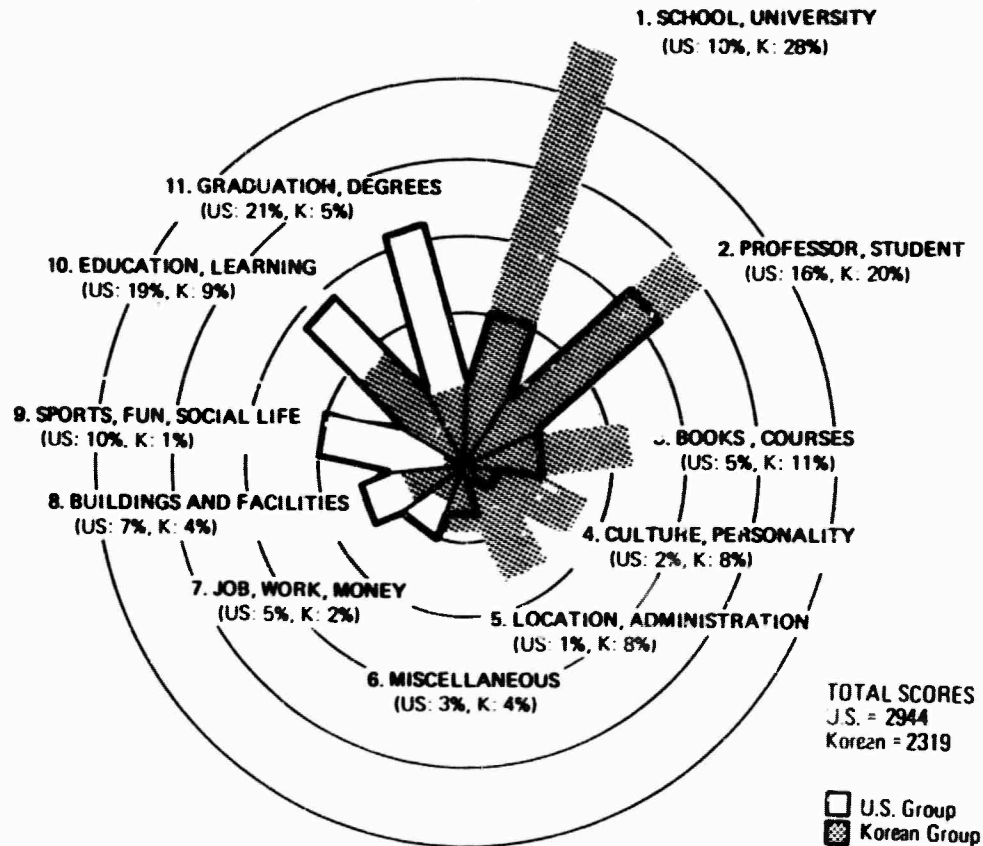 1. SCHOOL, UNIVERSITY
(US: 10%, K: 28%)
11. GRADUATION, DEGREES
(US: 21%, K: 5%)
2. PROFESSOR, STUDENT
(US: 16%, K: 20%)
10. EDUCATION, LEARNING
(US: 19%, K: 9%)
9. SPORTS, FUN, SOCIAL LIFE
(US: 10%, K: 1%)
3. BOOKS , COURSES
(US: 5%, K: 11%)
8. BUILDINGS AND FACILITIES
(US: 7%, K: 4%)
4. CULTURE, PERSONALITY
(US: 2%, K: 8%)
7. JOB, WORK, MONEY
(US: 5%, K: 2%)
5. LOCATION, ADMINISTRATION
(US: 1%, K: 8%)
6. MISCELLANEOUS
(US: 3%, K: 4%)
TOTAL SCORES
U.S. = 2944
Korean = 2319
U.S. Group
Korean Group